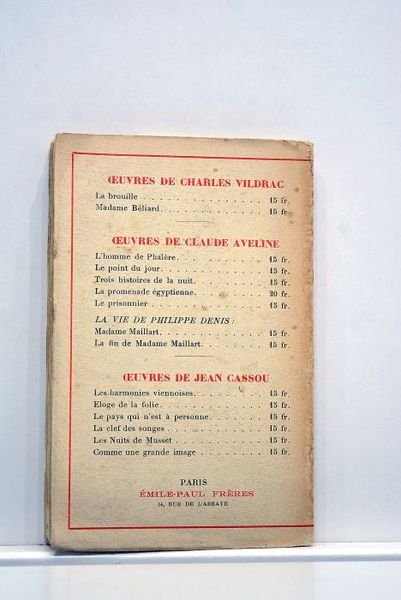 ŒUVRES DE CHARLES VILDRAC
La brouille . . . . . . . . . . . . . 15 fr.
Madame Béliard. . . . . . . . . . . 15 fr.
ŒUVRES DE CLAUDE AVELINE
L'homme de Phalère. . . . . . . . . 15 fr.
Le point du jour. . . . . . . . . . . 15 fr.
Trois histoires de la nuit. . . . . . . 15 fr.
La promenade égyptienne. . . . . . . 20 fr.
Le prisonnier . . . . . . . . . . . . 15 fr.
LA VIE DE PHILIPPE DENIS :
Madame Maillart. . . . . . . . . . . 15 fr.
La fin de Madame Maillart. . . . . . . 15 fr.
ŒUVRES DE JEAN CASSOU
Les harmonies viennoises. . . . . . . . 15 fr.
Eloge de la folie. . . . . . . . . . . 15 fr.
Le pays qui n'est à personne. . . . . . 15 fr.
La clef des songes . . . . . . . . . . 15 fr.
Les Nuits de Musset . . . . . . . . . 15 fr.
Comme une grande image . . . . . . . 15 fr.
PARIS
ÉMILE-PAUL FRÈRES
14, RUE DE L'ABBAYE